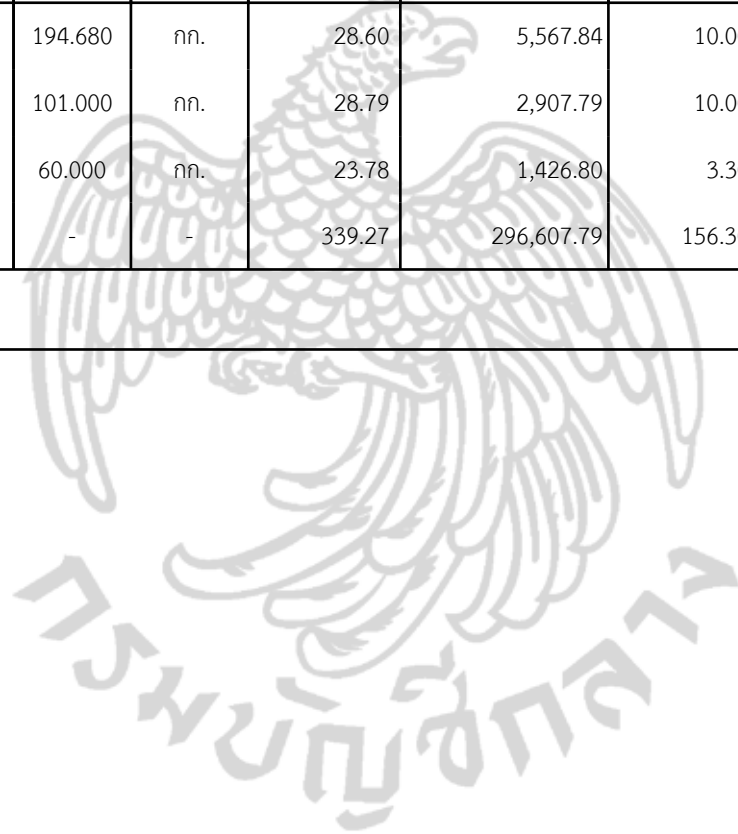 194.680 กก. 28.60 5,567.84 10.0
101.000 กก. 28.79 2,907.79 10.0
60.000 กก. 23.78 1,426.80 3.3
- - 339.27 296,607.79 156.3
กรมบัญชีกลาง